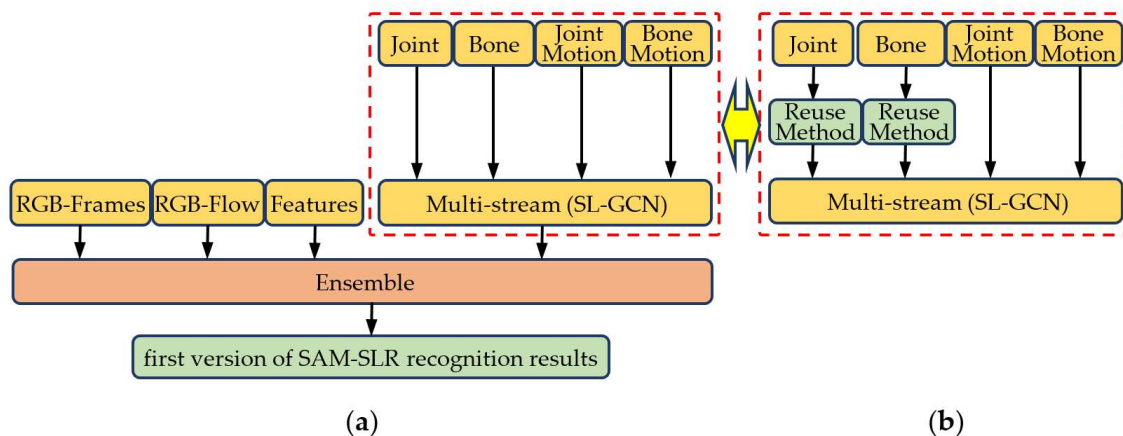 Joint
Bone
Joint
Motion
Bone
Motion
Joint
Bone
Joint
Motion
Bone
Motion
Reuse
Method
Reuse
Method
RGB-Frames
RGB-Flow
Features
Multi-stream (SL-GCN)
Multi-stream (SL-GCN)
Ensemble
first version of SAM-SLR recognition results
(a)
(b)